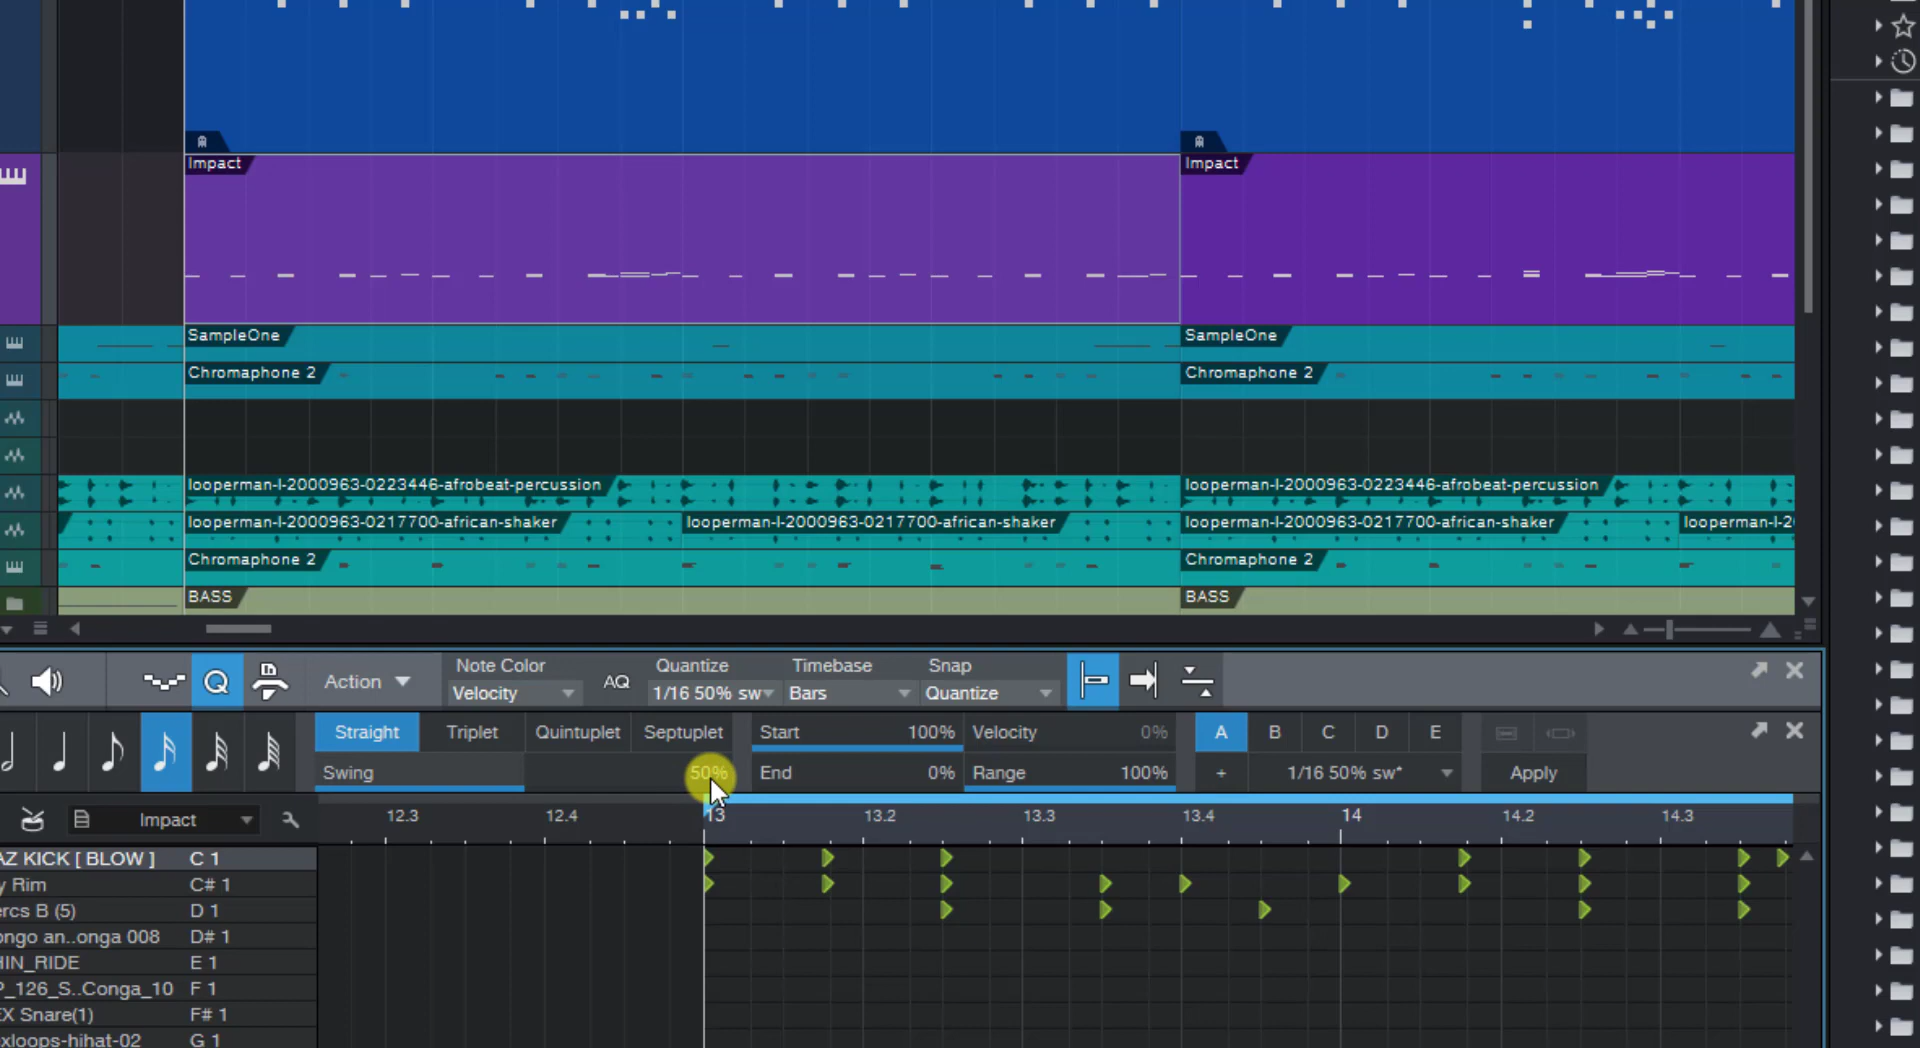 Impact
Impact
SampleOne
SampleOne
Chromaphone 2
Chromaphone 2
looperman-l-2000963-0223446-afrobeat-percussion
looperman-l-2000963-0223446-afrobeat-percussion
looperman-l-2000963-0217700-african-shaker
looperman-l-2000963-0217700-african-shaker
looperman-l-2000963-0217700-african-shaker
looperman-l-20
Chromaphone 2
Chromaphone 2
BASS
BASS
Note Color
Quantize
Timebase
Snap
Q
Action
Velocity
AQ
1/16 50% sw
Bars
Quantize
Straight
Triplet
Quintuplet
Septuplet
Start
100%
Velocity
0%
A
B
C
D
E
Swing
50%
End
0%
Range
100%
+
1/16 50% sw*
Apply
Impact
12.3
12.4
13
13.2
13.3
13.4
14
14.2
14.3
AZ KICK [ BLOW ]
C 1
y Rim
C# 1
ercs B (5)
D 1
ongo an..onga 008
D# 1
HIN_RIDE
E 1
P_126_S..Conga_10
F 1
EX Snare(1)
F# 1
xloops-hihat-02
G 1